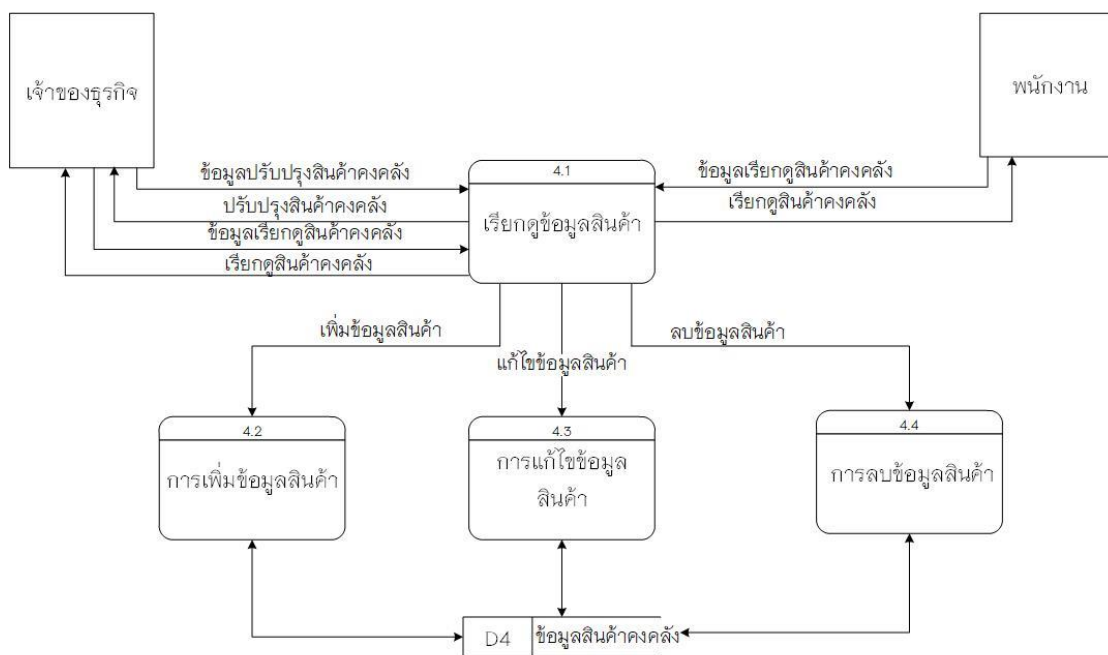 เจ้าของธุรกิจ
พนักงาน
ข้อมูลปรับปรุงสินค้าคงคลัง
ปรับปรุงสินค้าคงคลัง
ข้อมูลเรียกดูสินค้าคงคลัง
เรียกดูสินค้าคงคลัง
4.1
เรียกดูข้อมูลสินค้า
ข้อมูลเรียกดูสินค้าคงคลัง
เรียกดูสินค้าคงคลัง
เพิ่มข้อมูลสินค้า
แก้ไขข้อมูลสินค้า
ลบข้อมูลสินค้า
4.2
การเพิ่มข้อมูลสินค้า
4.3
การแก้ไขข้อมูล
สินค้า
4.4
การลบข้อมูลสินค้า
D4
ข้อมูลสินค้าคงคลัง